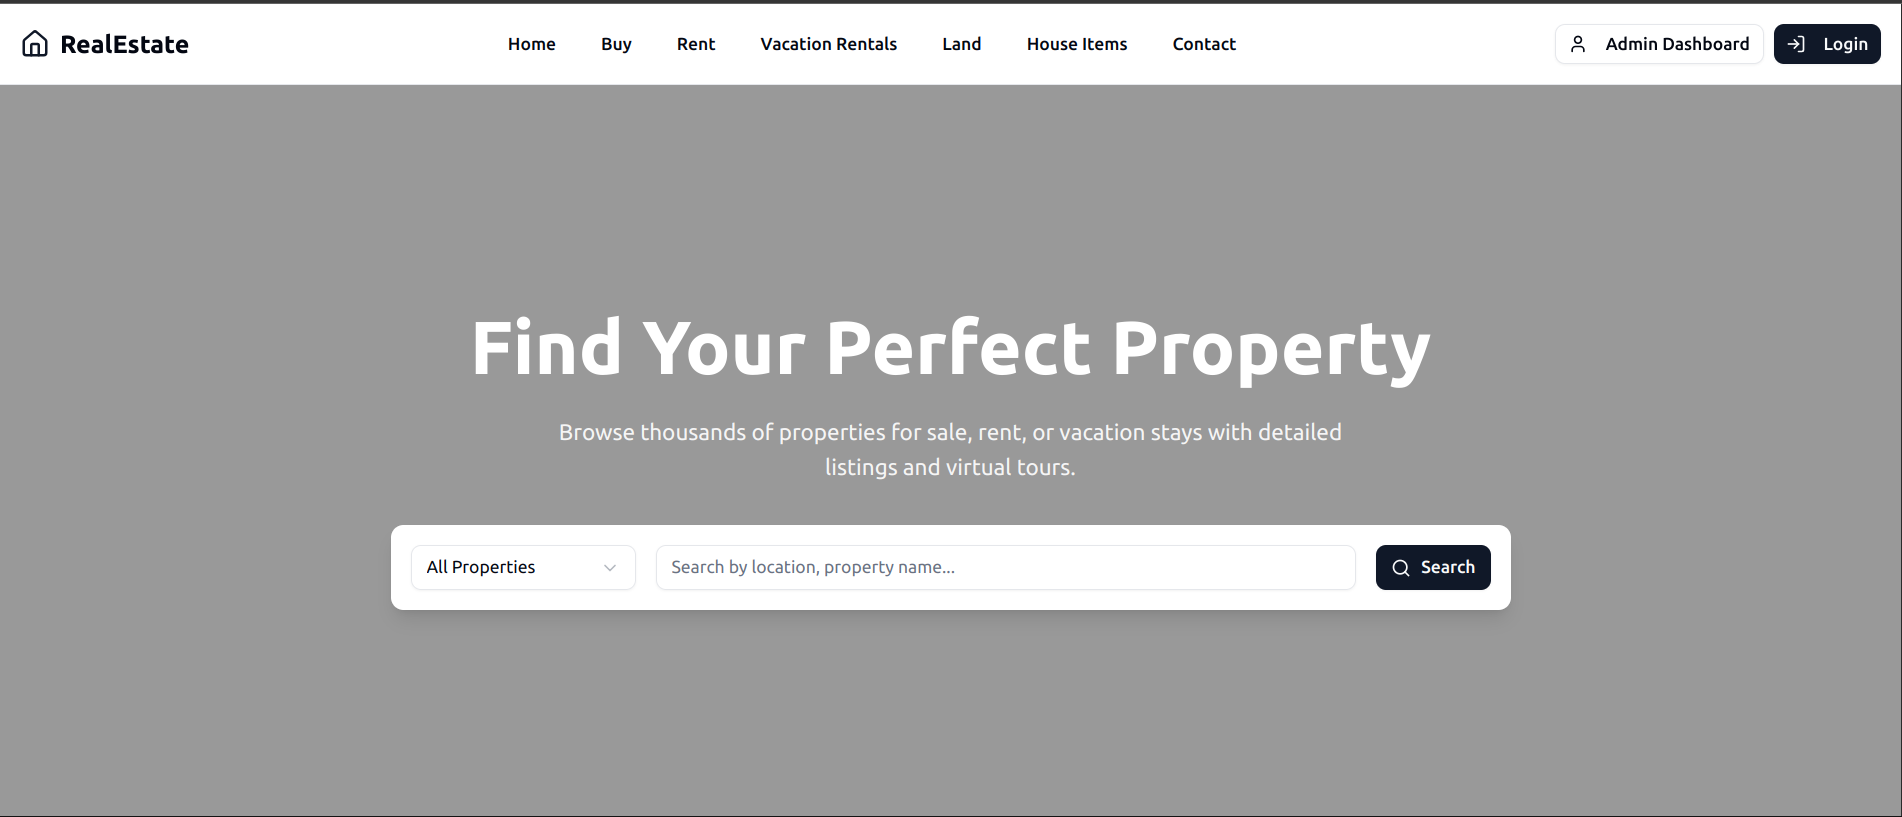 RealEstate
Home
Buy
Rent
Vacation Rentals
Land
House Items
Contact
Admin Dashboard
Login
Find Your Perfect Property
Browse thousands of properties for sale, rent, or vacation stays with detailed
listings and virtual tours.
All Properties
Search by location, property name...
Search